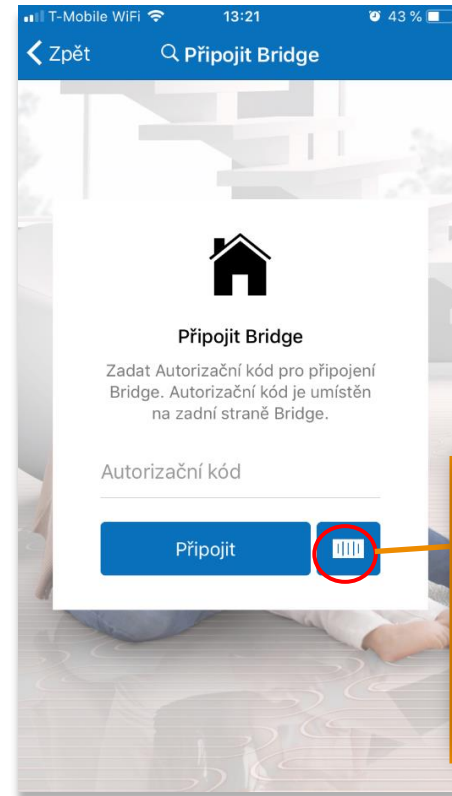 T-Mobile WiFi 13:21 43 %
Zpět Připojit Bridge
Připojit Bridge
Zadat Autorizační kód pro připojení
Bridge. Autorizační kód je umístěn
na zadní straně Bridge.
Autorizační kód
Připojit